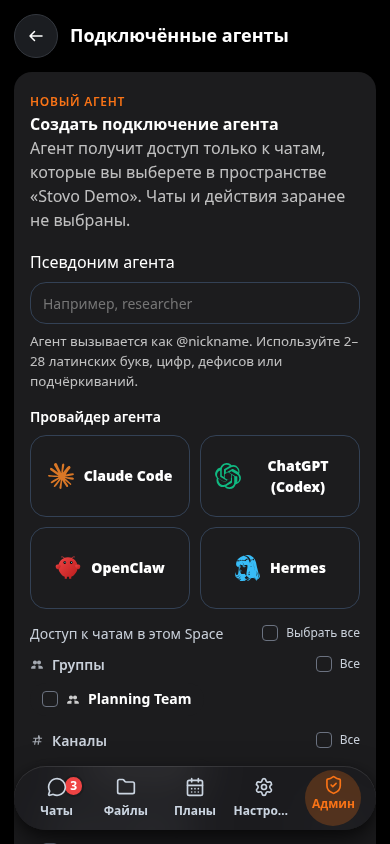 Подключённые агенты
НОВЫЙ АГЕНТ
Создать подключение агента
Агент получит доступ только к чатам,
которые вы выберете в пространстве
«Stovo Demo». Чаты и действия заранее
не выбраны.
Псевдоним агента
Например, researcher
Агент вызывается как @nickname. Используйте 2–
28 латинских букв, цифр, дефисов или
подчёркиваний.
Провайдер агента
Claude Code
ChatGPT
(Codex)
OpenClaw
Hermes
Доступ к чатам в этом Space
Выбрать все
Группы
Все
Planning Team
Каналы
Все
3
Чаты
Файлы
Планы
Настро...
Админ